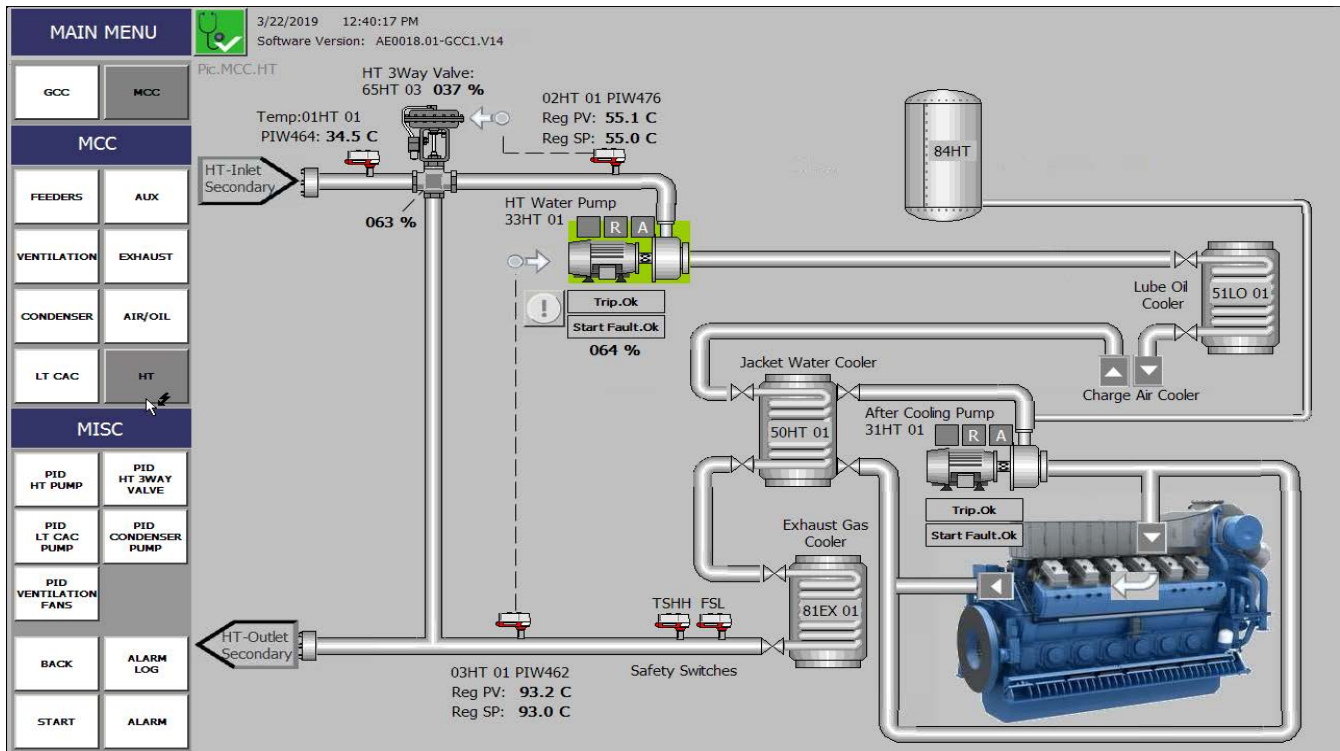 MAIN MENU
3/22/2019 12:40:17 PM
Software Version: AE0018.01-GCC1.V14
Pic.MCC.HT
GCC
MCC
MCC
FEEDERS
AUX
VENTILATION
EXHAUST
CONDENSER
AIR/OIL
LT CAC
HT
MISC
PID
HT PUMP
PID
HT 3WAY
VALVE
PID
LT CAC
PUMP
PID
CONDENSER
PUMP
PID
VENTILATION
FANS
BACK
ALARM
LOG
START
ALARM
HT 3Way Valve:
65HT 03 037 %
Temp:01HT 01
PIW464: 34.5 C
02HT 01 PIW476
Reg PV: 55.1 C
Reg SP: 55.0 C
HT-Inlet
Secondary
063 %
HT Water Pump
33HT 01
R A
!
Trip.Ok
Start Fault.Ok
064 %
84HT
Lube Oil
Cooler
51LO 01
Charge Air Cooler
Jacket Water Cooler
50HT 01
After Cooling Pump
31HT 01
R A
Trip.Ok
Start Fault.Ok
Exhaust Gas
Cooler
81EX 01
TSHH FSL
Safety Switches
HT-Outlet
Secondary
03HT 01 PIW462
Reg PV: 93.2 C
Reg SP: 93.0 C